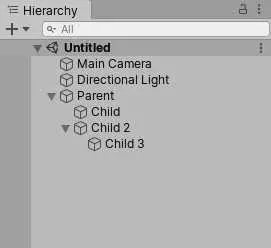 Hierarchy
All
Untitled
Main Camera
Directional Light
Parent
Child
Child 2
Child 3